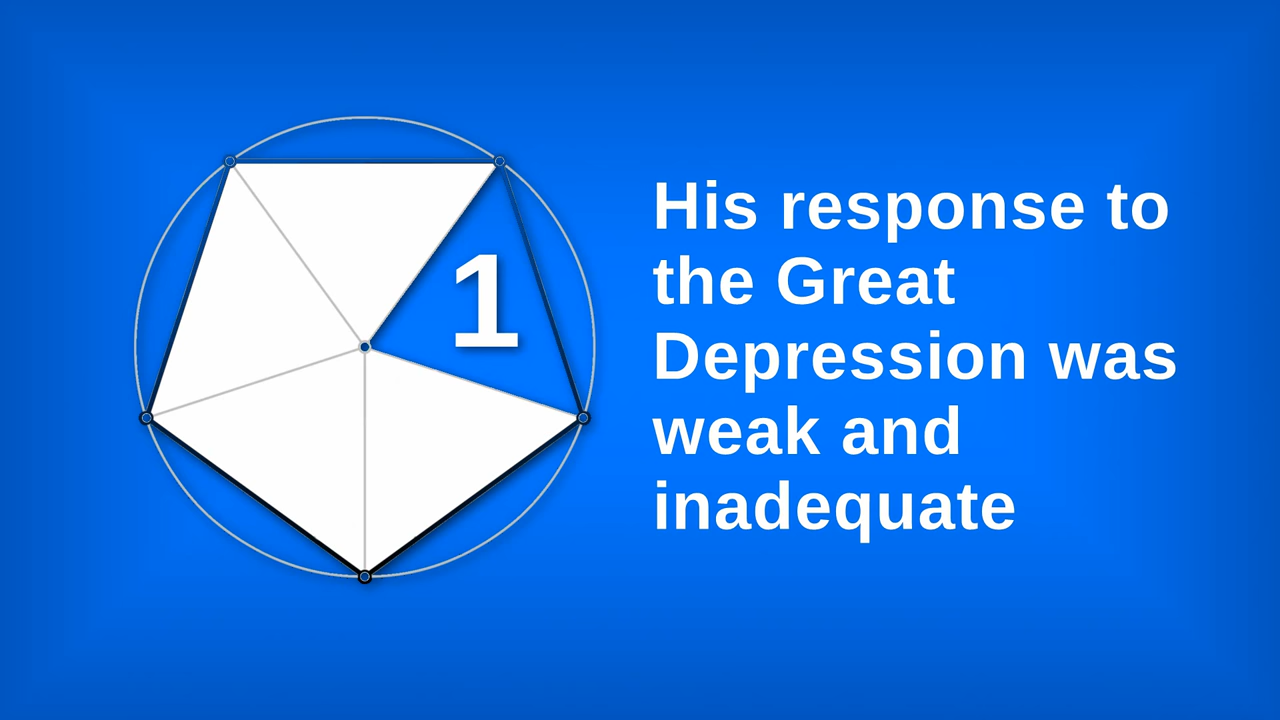 1
His response to
the Great
Depression was
weak and
inadequate